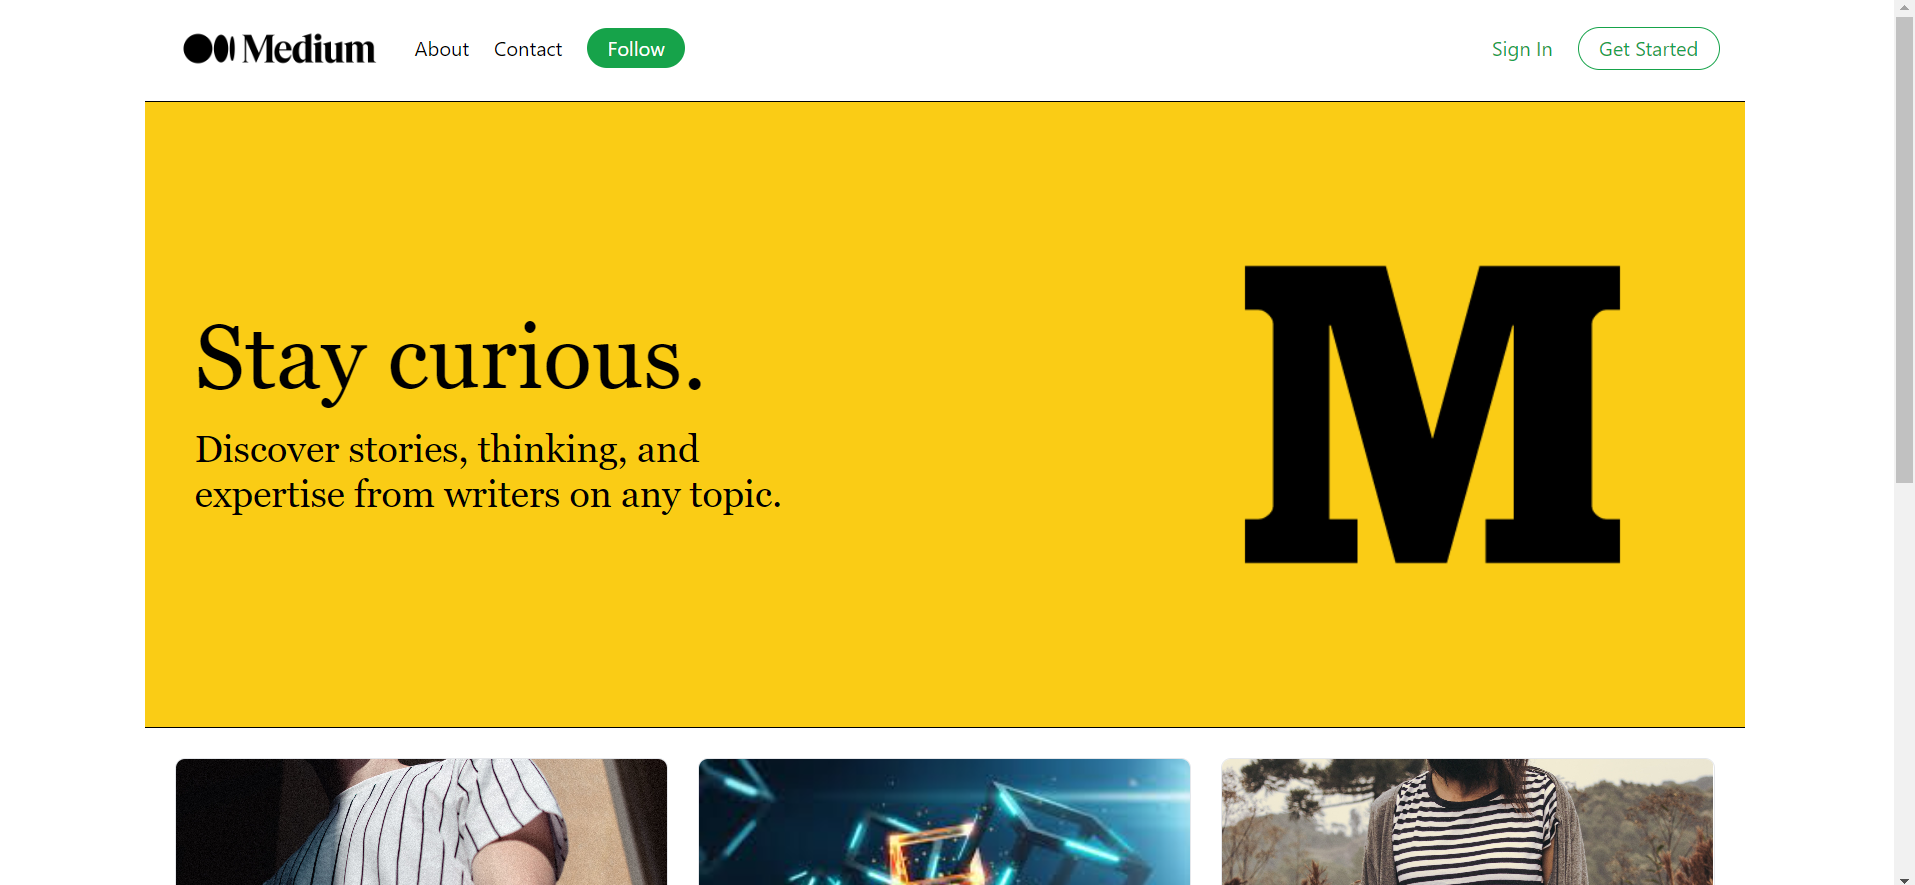 Medium About Contact Follow Sign In Get Started
Stay curious.
Discover stories, thinking, and
expertise from writers on any topic.
M